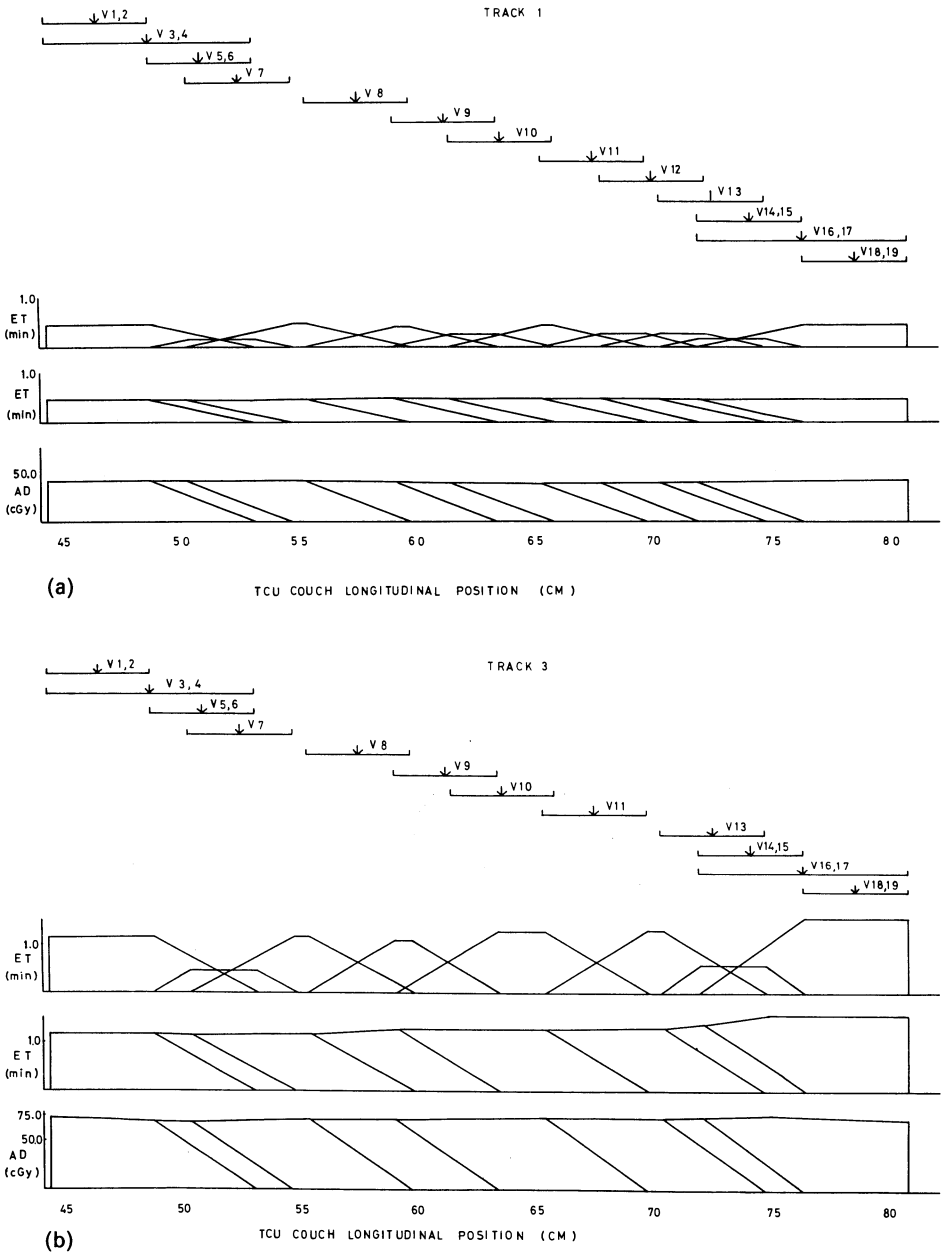 TRACK 1
V1,2
V 3,4
V 5,6
V 7
V 8
V 9
V10
V11
V12
V13
V14,15
V16,17
V18,19
1.0
ET
(min)
1.0
ET
(min)
50.0
AD
(cGy)
45 50 55 60 65 70 75 80
(a)
TCU COUCH LONGITUDINAL POSITION (CM)
TRACK 3
V1,2
V 3,4
V5,6
V7
V8
V9
V10
V11
V13
V14,15
V16,17
V18,19
1.0
ET
(min)
1.0
ET
(min)
75.0
50.0
AD
(cGy)
45 50 55 60 65 70 75 80
(b)
TCU COUCH LONGITUDINAL POSITION (CM)